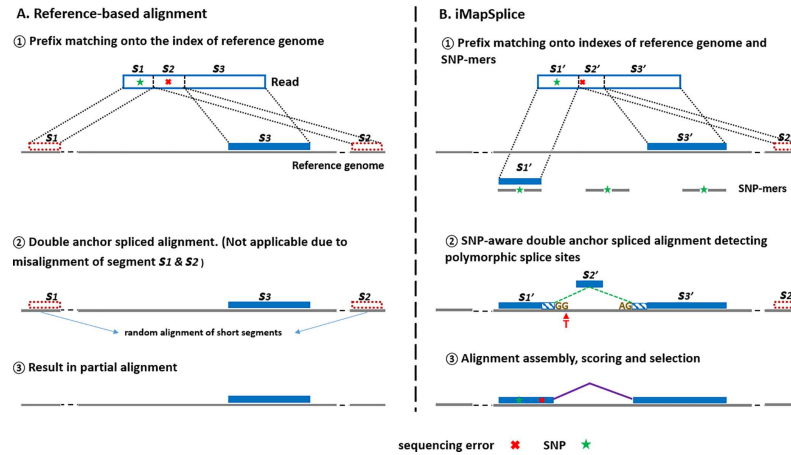 A. Reference-based alignment
① Prefix matching onto the index of reference genome
S1 S2 S3
Read
S1 S3 S2
Reference genome
② Double anchor spliced alignment. (Not applicable due to
misalignment of segment S1 & S2)
S1 S3 S2
random alignment of short segments
③ Result in partial alignment
B. iMapSplice
① Prefix matching onto indexes of reference genome and
SNP-mers
S1' S2' S3'
S3' S2
S1'
SNP-mers
② SNP-aware double anchor spliced alignment detecting
polymorphic splice sites
S2'
S1' S3' S2
GG AG
T
③ Alignment assembly, scoring and selection
sequencing error SNP